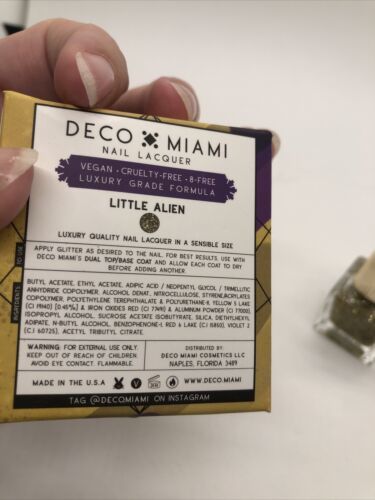 DECO MIAMI
NAIL LACQUER
VEGAN • CRUELTY-FREE • 8-FREE
LUXURY GRADE FORMULA
LITTLE ALIEN
LUXURY QUALITY NAIL LACQUER IN A SENSIBLE SIZE
TO USE
APPLY GLITTER AS DESIRED TO THE NAIL. FOR BEST RESULTS, USE WITH
DECO MIAMI'S DUAL TOP/BASE COAT AND ALLOW EACH COAT TO DRY
BEFORE ADDING ANOTHER.
INGREDIENTS
BUTYL ACETATE, ETHYL ACETATE, ADIPIC ACID / NEOPENTYL GLYCOL / TRIMELLITIC
ANHYDRIDE COPOLYMER, ALCOHOL DENAT, NITROCELLULOSE, STYRENE/ACRYLATES
COPOLYMER, POLYETHYLENE TEREPHTHALATE & POLYURETHANE-11, YELLOW 5 LAKE
(CI 19140) [0.45%] & IRON OXIDES RED (CI 77491) & ALUMINUM POWDER (CI 77000),
ISOPROPYL ALCOHOL, SUCROSE ACETATE ISOBUTYRATE, SILICA, DIETHYLHEXYL
ADIPATE, N-BUTYL ALCOHOL, BENZOPHENONE-1, RED 6 LAKE (C.I 15850), VIOLET 2
(C.I 60725), ACETYL TRIBUTYL CITRATE.
WARNING: FOR EXTERNAL USE ONLY.
KEEP OUT OF REACH OF CHILDREN.
AVOID EYE CONTACT. FLAMMABLE.
DISTRIBUTED BY:
DECO MIAMI COSMETICS LLC
NAPLES, FLORIDA 3489
MADE IN THE U.S.A
WWW.DECO.MIAMI
TAG @DECOMIAMI ON INSTAGRAM